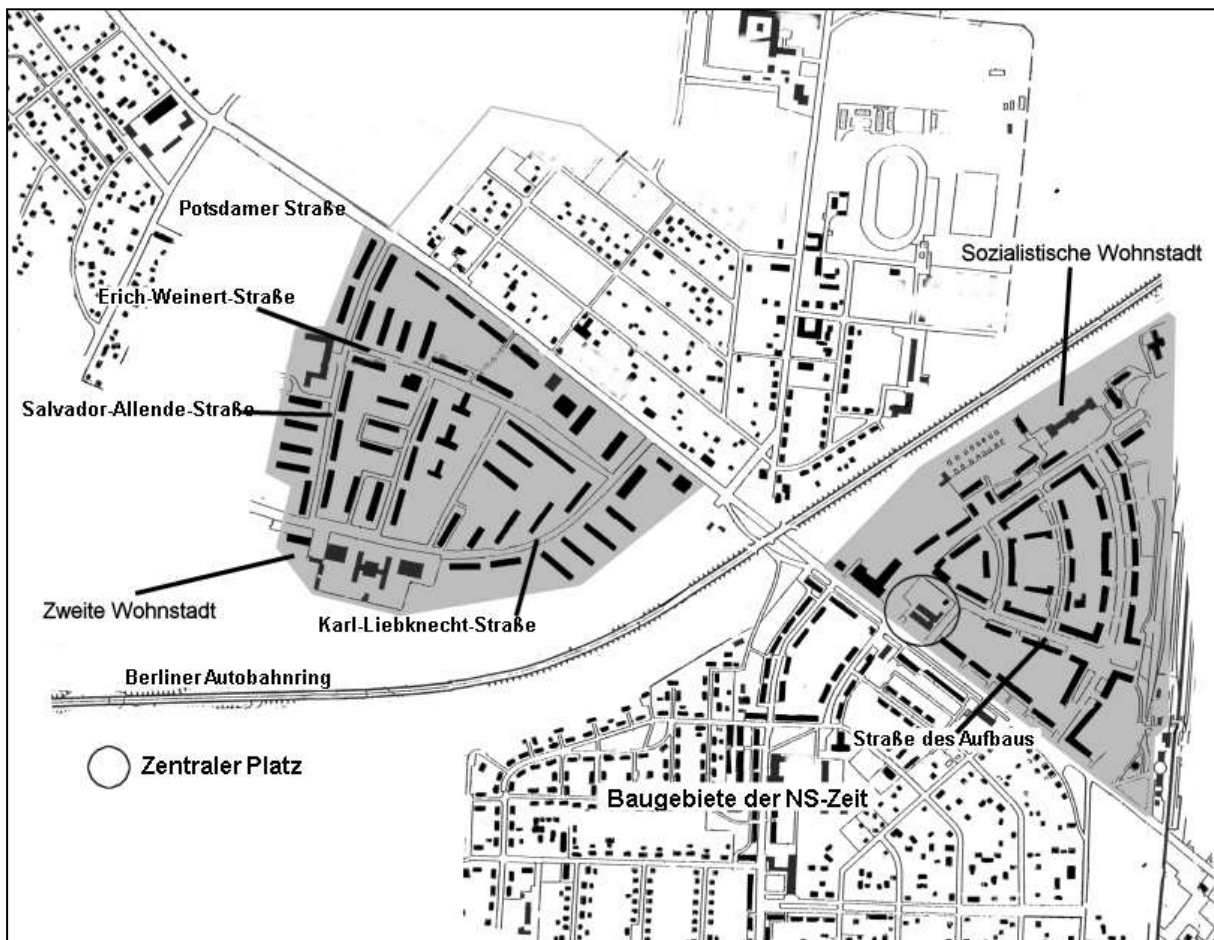 Potsdamer Straße
Sozialistische Wohnstadt
Erich-Weinert-Straße
Salvador-Allende-Straße
Zweite Wohnstadt
Karl-Liebknecht-Straße
Berliner Autobahnring
Straße des Aufbaus
Zentraler Platz
Baugebiete der NS-Zeit